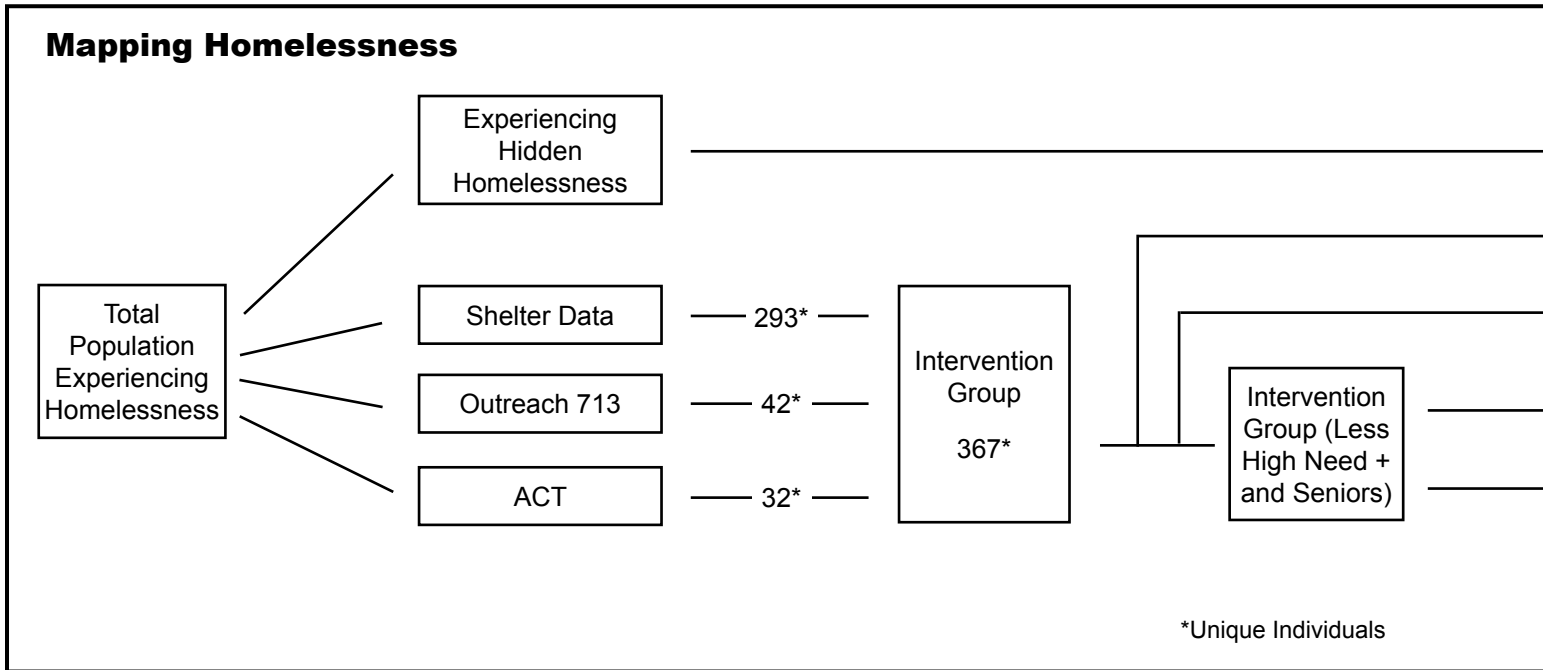 Mapping Homelessness
Experiencing
Hidden
Homelessness
Total
Population
Experiencing
Homelessness
Shelter Data
293*
Outreach 713
42*
ACT
32*
Intervention
Group
367*
Intervention
Group (Less
High Need +
and Seniors)
*Unique Individuals